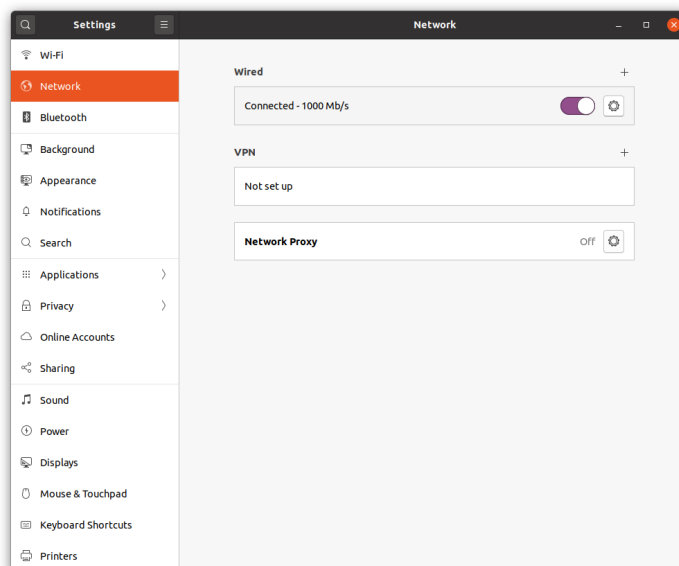 Settings
Network
Wi-Fi
Network
Bluetooth
Background
Appearance
Notifications
Search
Applications
Privacy
Online Accounts
Sharing
Sound
Power
Displays
Mouse & Touchpad
Keyboard Shortcuts
Printers
Wired
Connected - 1000 Mb/s
VPN
Not set up
Network Proxy Off